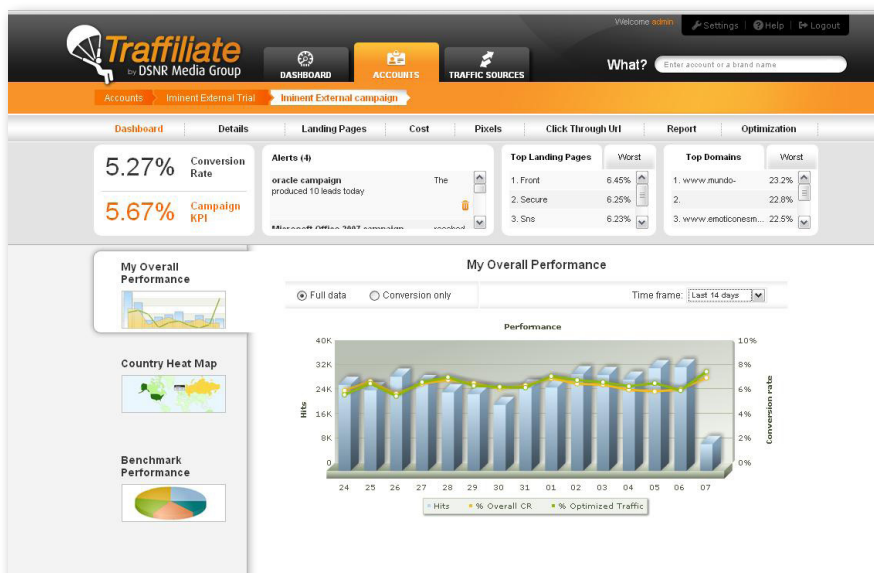 Welcome admin
Settings
Help
Logout
Traffiliate
by DSNR Media Group
DASHBOARD
ACCOUNTS
TRAFFIC SOURCES
What?
Enter account or a brand name
Accounts
Iminent External Trial
Iminent External campaign
Dashboard
Details
Landing Pages
Cost
Pixels
Click Through Url
Report
Optimization
5.27% Conversion
Rate
5.67% Campaign
KPI
Alerts (4)
oracle campaign The
produced 10 leads today
Microsoft Office 2007 campaign received
Top Landing Pages Worst
1. Front 6.45%
2. Secure 6.25%
3. Sns 6.23%
Top Domains Worst
1. www.mundo- 23.2%
2. 22.8%
3. www.emoticonesm... 22.5%
My Overall
Performance
Country Heat Map
Benchmark
Performance
My Overall Performance
Full data
Conversion only
Time frame: Last 14 days
Performance
40K
32K
24K
16K
8K
0
Hits
10%
8%
6%
4%
2%
0%
Conversion rate
24 25 26 27 28 29 30 31 01 02 03 04 05 06 07
Hits % Overall CR % Optimized Traffic